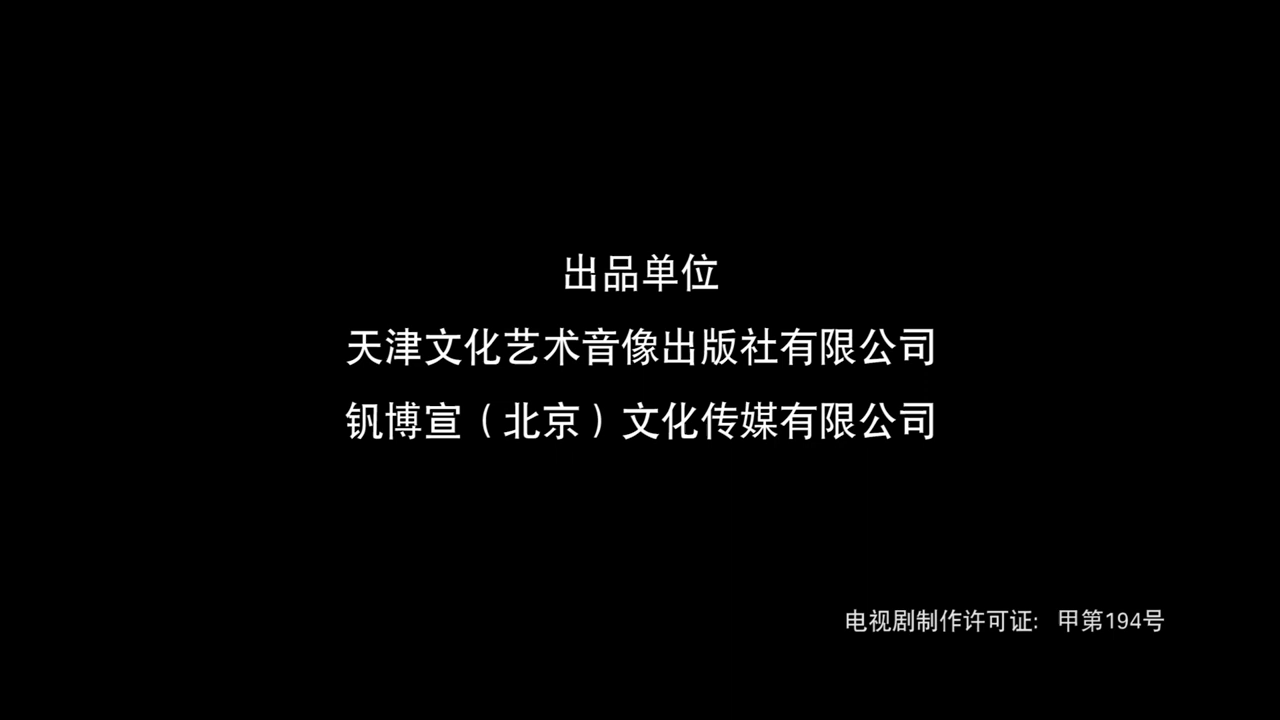 出品单位
天津文化艺术音像出版社有限公司
钒博宣（北京）文化传媒有限公司
电视剧制作许可证: 甲第194号